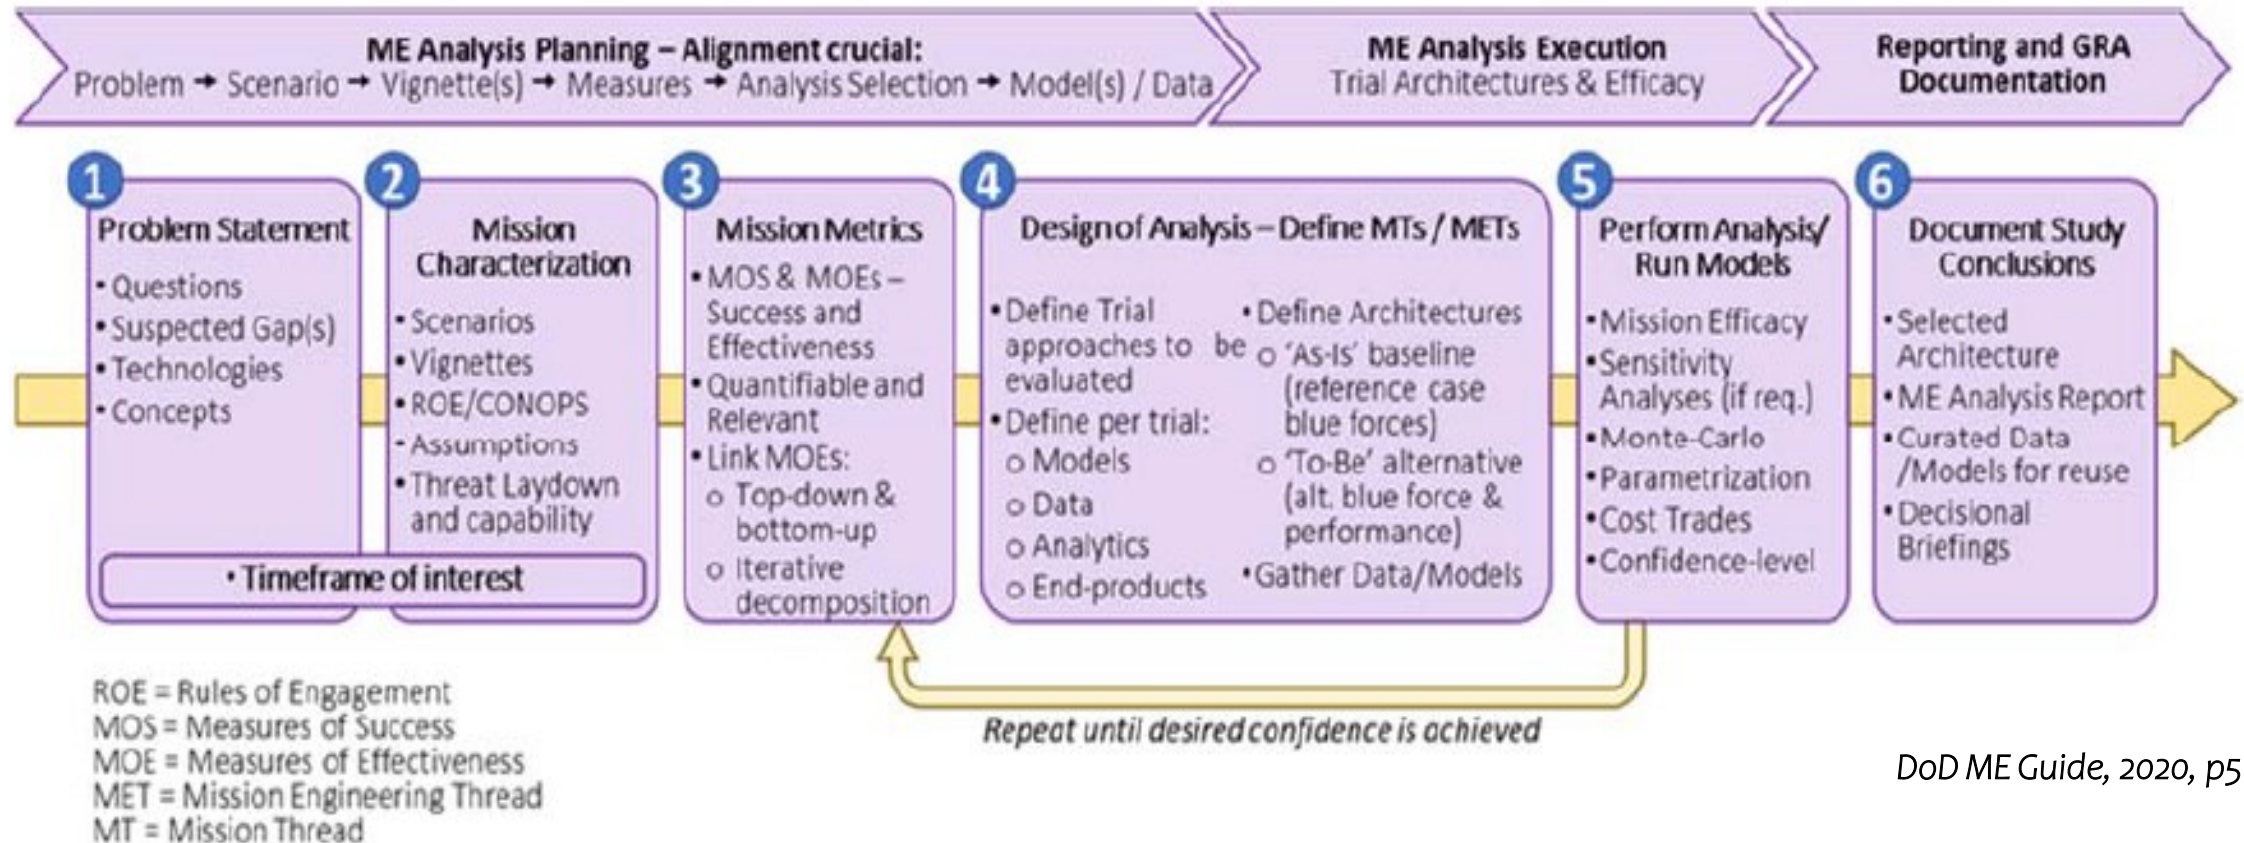 ME Analysis Planning – Alignment crucial:
Problem → Scenario → Vignette(s) → Measures → Analysis Selection → Model(s) / Data
ME Analysis Execution
Trial Architectures & Efficacy
Reporting and GRA
Documentation
1
Problem Statement
• Questions
• Suspected Gap(s)
• Technologies
• Concepts
2
Mission
Characterization
• Scenarios
• Vignettes
• ROE/CONOPS
- Assumptions
• Threat Laydown
and capability
• Timeframe of interest
3
Mission Metrics
• MOS & MOEs –
Success and
Effectiveness
• Quantifiable and
Relevant
• Link MOEs:
o Top-down &
bottom-up
o Iterative
decomposition
4
Design of Analysis – Define MTs / METs
• Define Trial
approaches to be
evaluated
• Define per trial:
o Models
o Data
o Analytics
o End-products
• Define Architectures
o ‘As-Is’ baseline
(reference case
blue forces)
o ‘To-Be’ alternative
(alt. blue force &
performance)
• Gather Data/Models
5
Perform Analysis/
Run Models
• Mission Efficacy
• Sensitivity
Analyses (if req.)
• Monte-Carlo
• Parametrization
• Cost Trades
• Confidence-level
6
Document Study
Conclusions
• Selected
Architecture
• ME Analysis Report
• Curated Data
/Models for reuse
• Decisional
Briefings
Repeat until desired confidence is achieved
ROE = Rules of Engagement
MOS = Measures of Success
MOE = Measures of Effectiveness
MET = Mission Engineering Thread
MT = Mission Thread
DoD ME Guide, 2020, p5